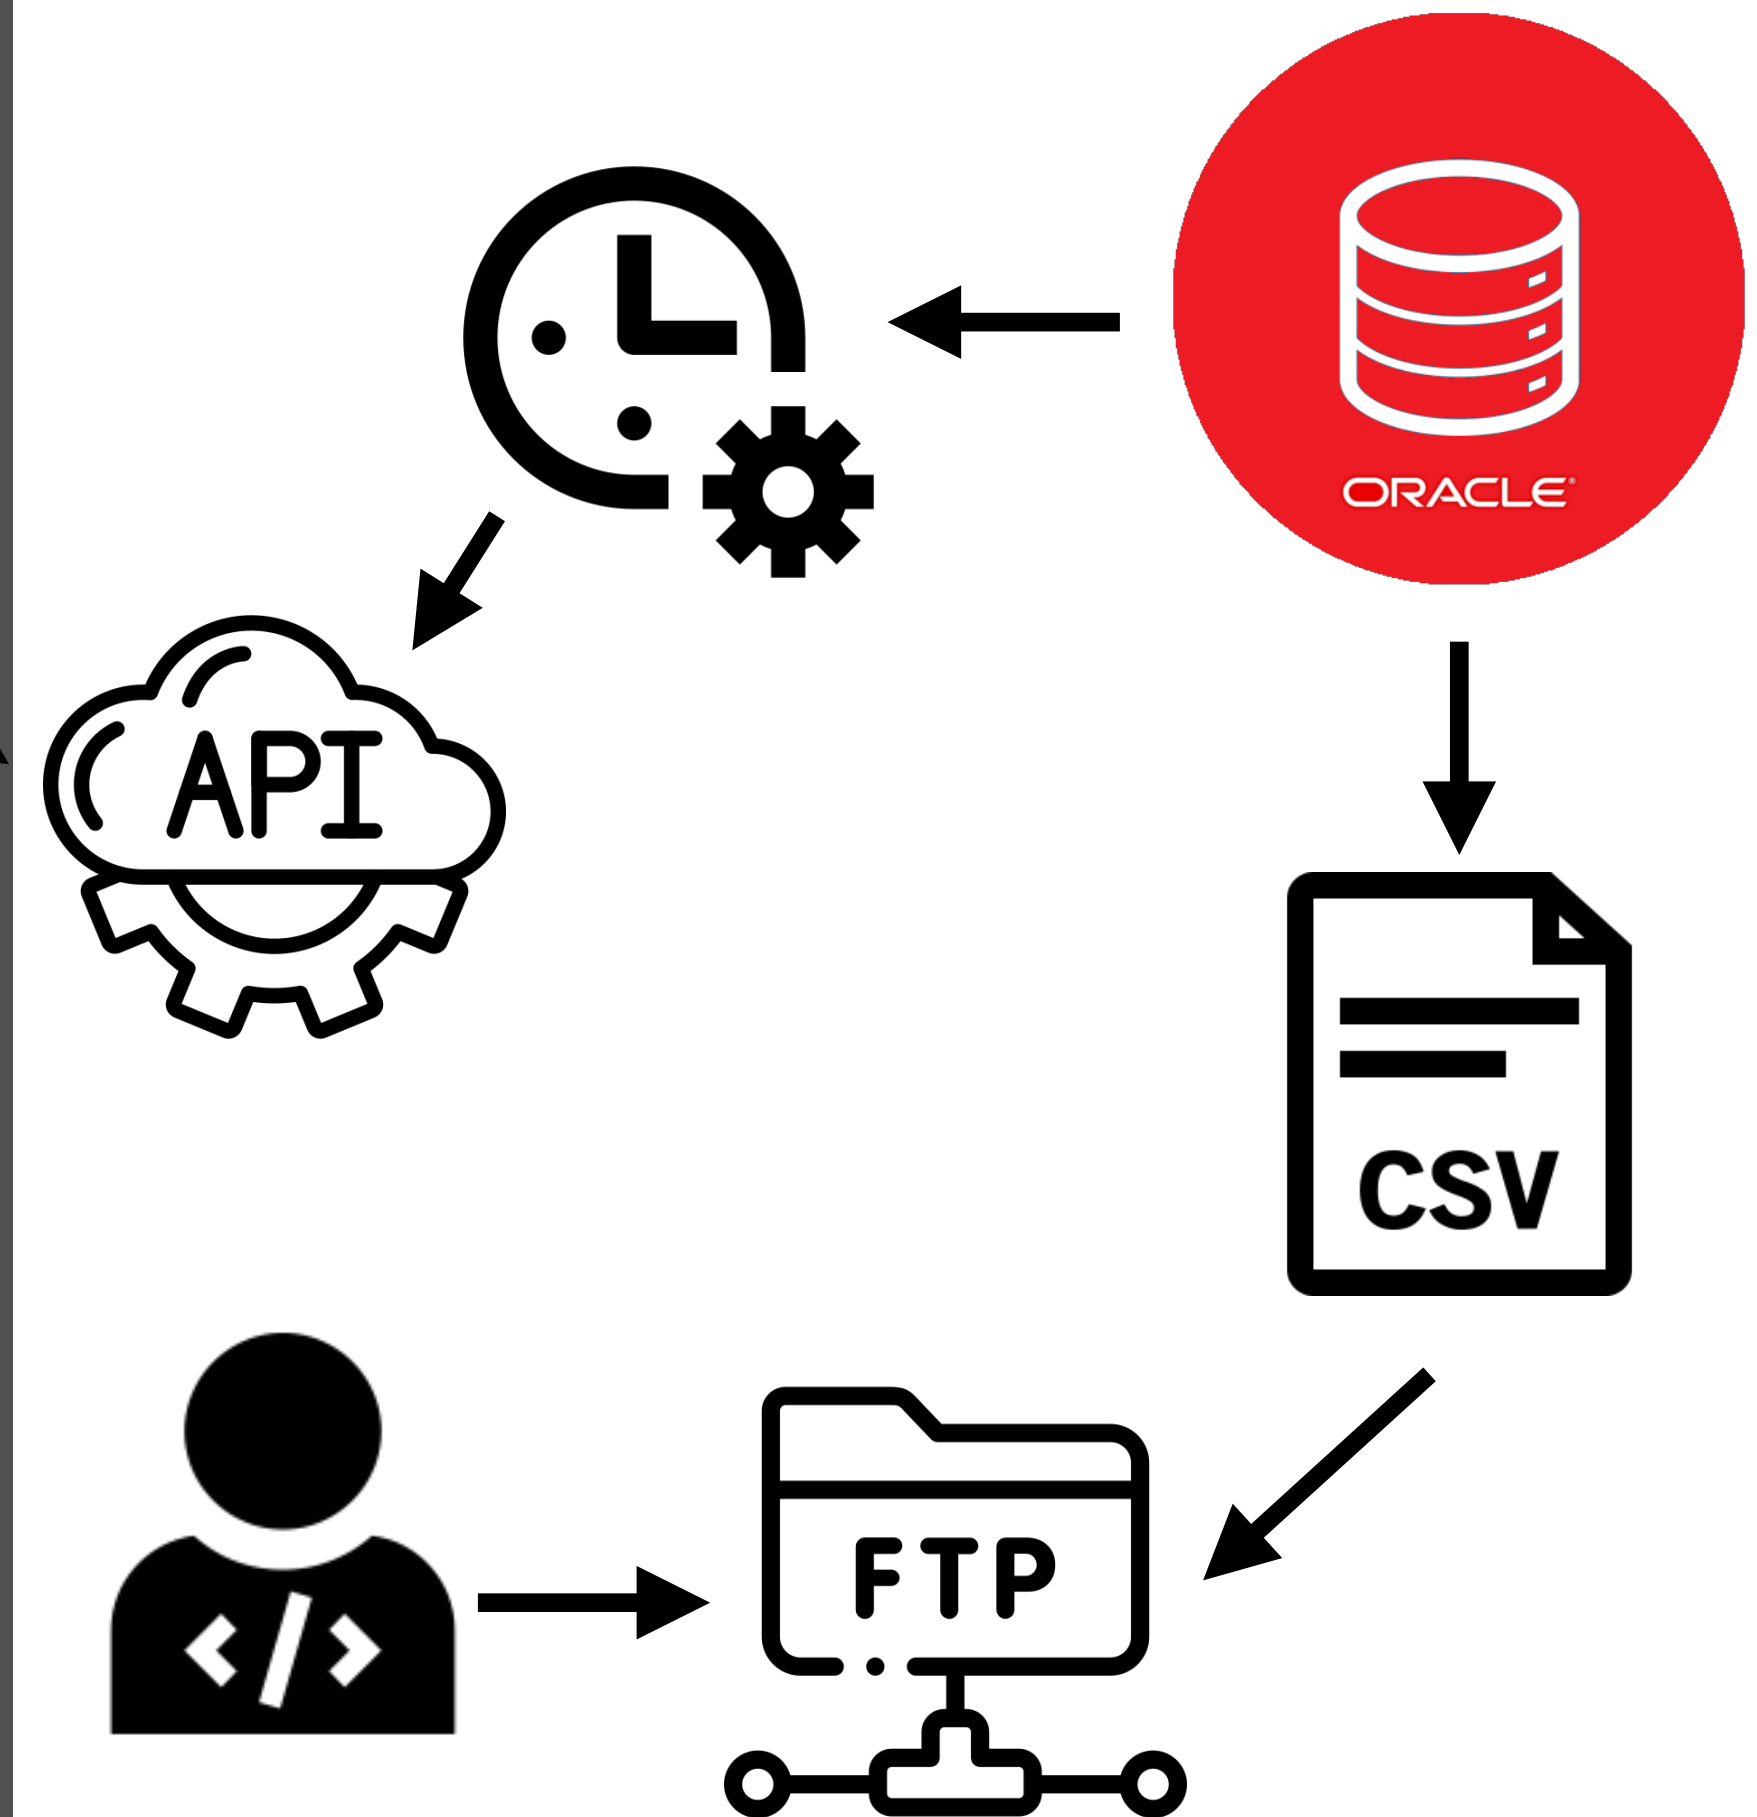 ORACLE®
API
CSV
FTP
</>